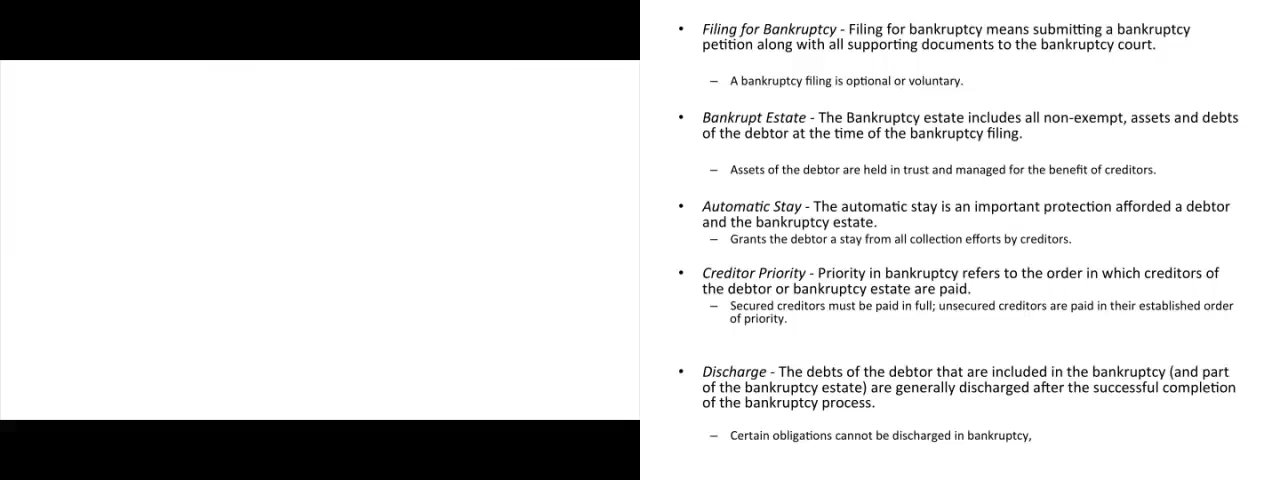 • Filing for Bankruptcy - Filing for bankruptcy means submitting a bankruptcy
petition along with all supporting documents to the bankruptcy court.
– A bankruptcy filing is optional or voluntary.
• Bankrupt Estate - The Bankruptcy estate includes all non-exempt, assets and debts
of the debtor at the time of the bankruptcy filing.
– Assets of the debtor are held in trust and managed for the benefit of creditors.
• Automatic Stay - The automatic stay is an important protection afforded a debtor
and the bankruptcy estate.
– Grants the debtor a stay from all collection efforts by creditors.
• Creditor Priority - Priority in bankruptcy refers to the order in which creditors of
the debtor or bankruptcy estate are paid.
– Secured creditors must be paid in full; unsecured creditors are paid in their established order
of priority.
• Discharge - The debts of the debtor that are included in the bankruptcy (and part
of the bankruptcy estate) are generally discharged after the successful completion
of the bankruptcy process.
– Certain obligations cannot be discharged in bankruptcy,